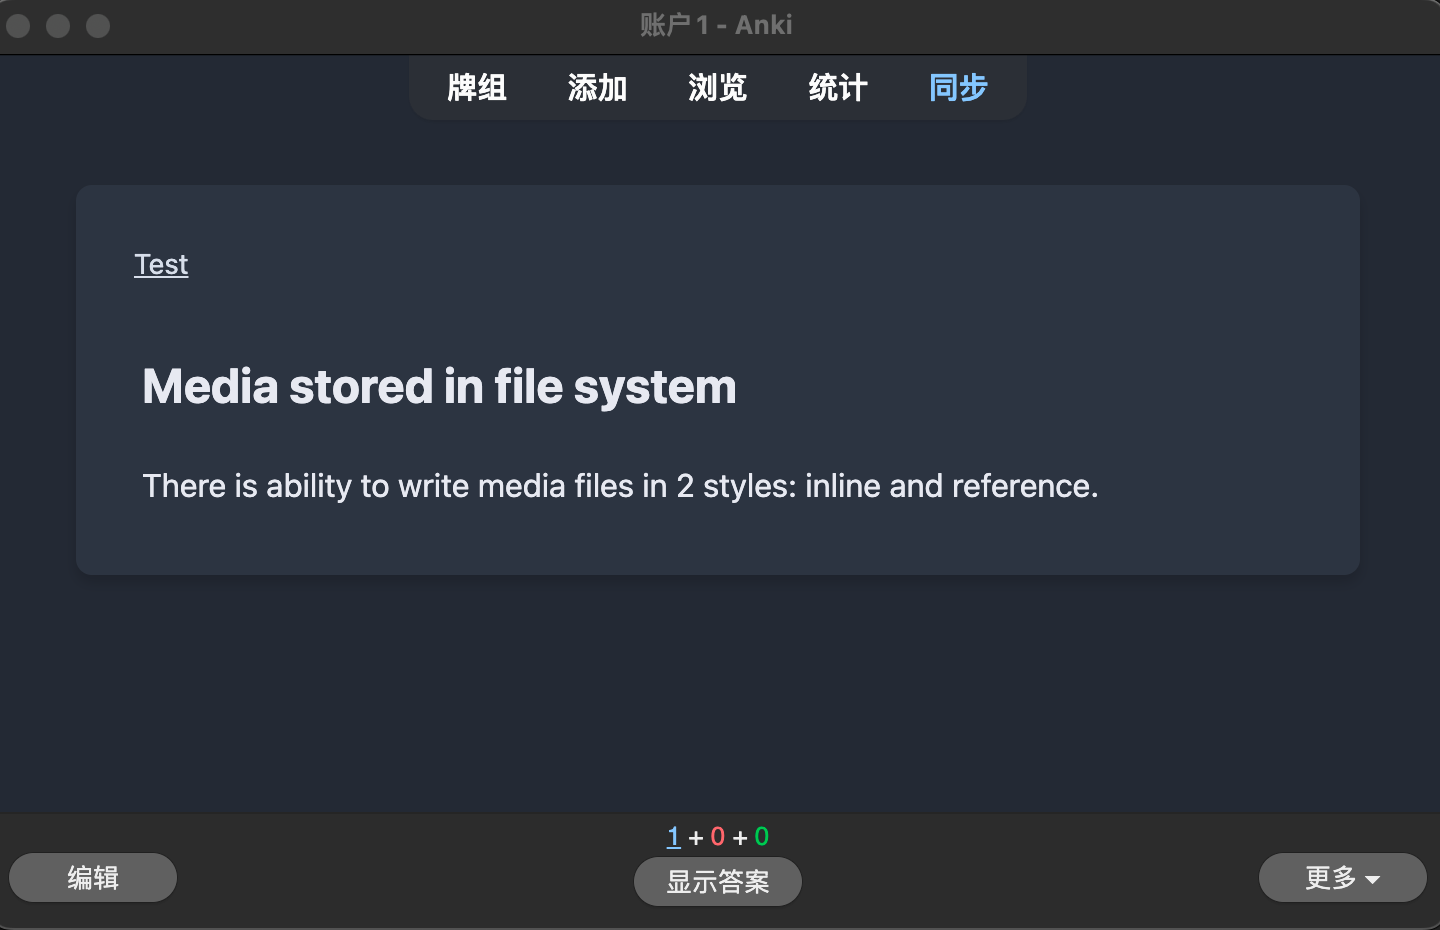 账户 1 - Anki
牌组 添加 浏览 统计 同步
Test
Media stored in file system
There is ability to write media files in 2 styles: inline and reference.
1 + 0 + 0
编辑 显示答案 更多